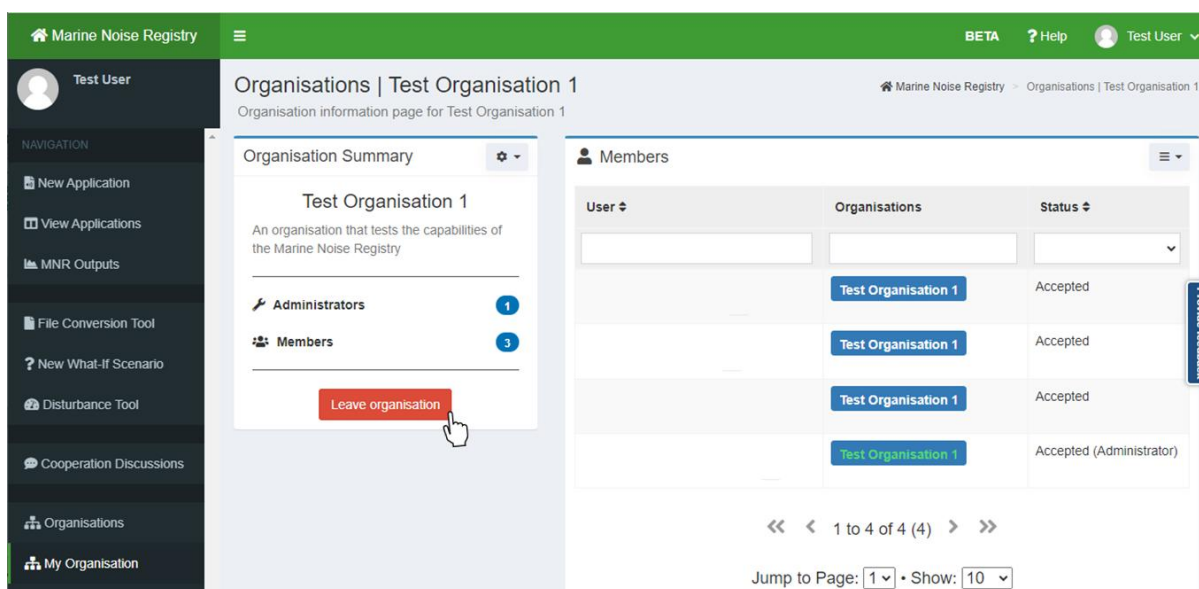 Marine Noise Registry
BETA
? Help
Test User
Test User
NAVIGATION
New Application
View Applications
MNR Outputs
File Conversion Tool
? New What-If Scenario
Disturbance Tool
Cooperation Discussions
Organisations
My Organisation
Organisations | Test Organisation 1
Organisation information page for Test Organisation 1
Marine Noise Registry > Organisations | Test Organisation 1
Organisation Summary
Test Organisation 1
An organisation that tests the capabilities of
the Marine Noise Registry
Administrators 1
Members 3
Leave organisation
Members
User Organisations Status
Test Organisation 1 Accepted
Test Organisation 1 Accepted
Test Organisation 1 Accepted
Test Organisation 1 Accepted (Administrator)
1 to 4 of 4 (4)
Jump to Page: 1 • Show: 10